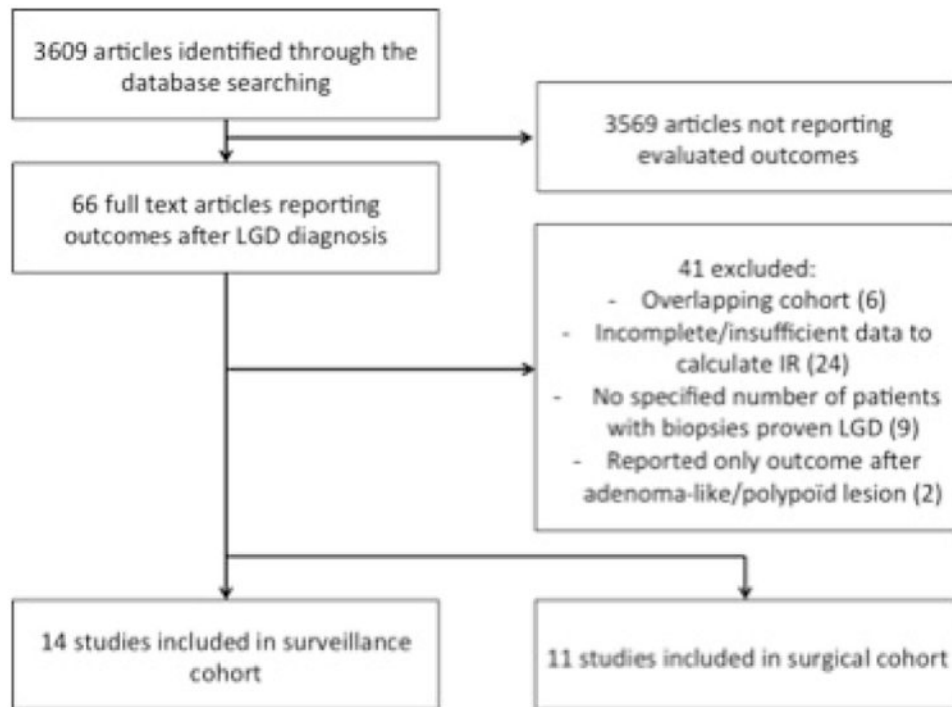 3609 articles identified through the
database searching
3569 articles not reporting
evaluated outcomes
66 full text articles reporting
outcomes after LGD diagnosis
41 excluded:
- Overlapping cohort (6)
- Incomplete/insufficient data to
calculate IR (24)
- No specified number of patients
with biopsies proven LGD (9)
- Reported only outcome after
adenoma-like/polypoïd lesion (2)
14 studies included in surveillance
cohort
11 studies included in surgical cohort